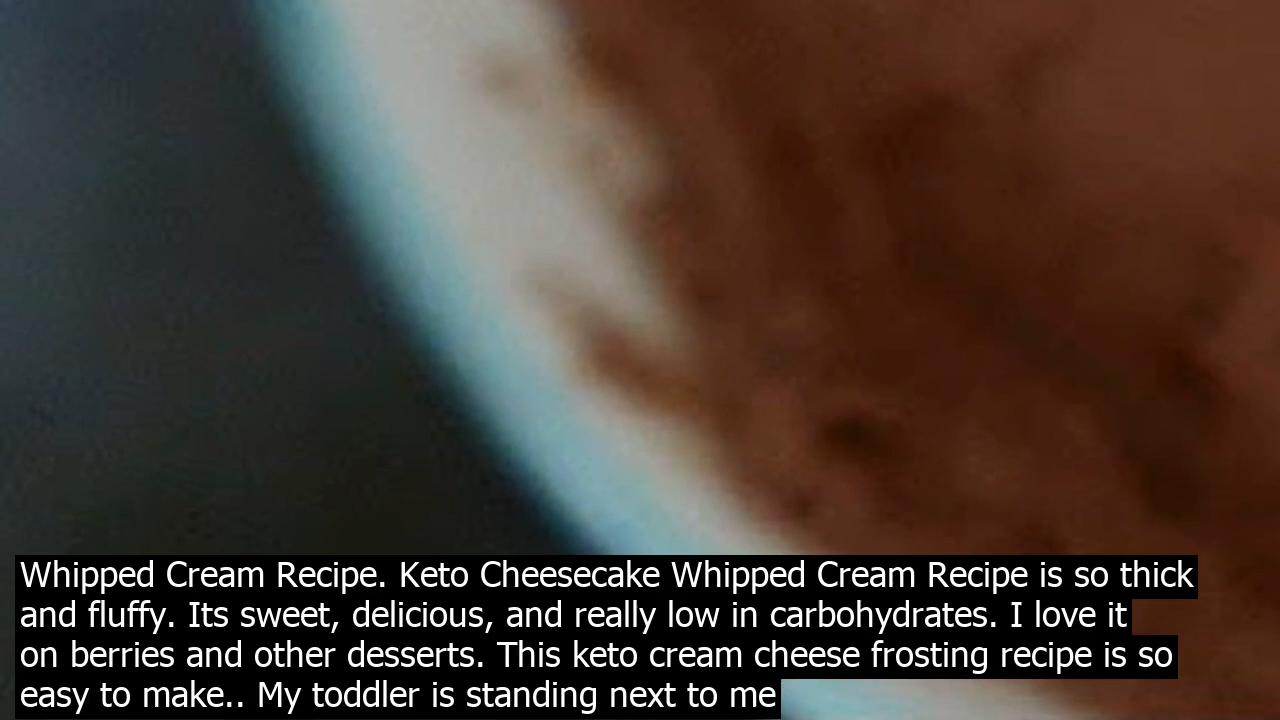 Whipped Cream Recipe. Keto Cheesecake Whipped Cream Recipe is so thick
and fluffy. Its sweet, delicious, and really low in carbohydrates. I love it
on berries and other desserts. This keto cream cheese frosting recipe is so
easy to make.. My toddler is standing next to me